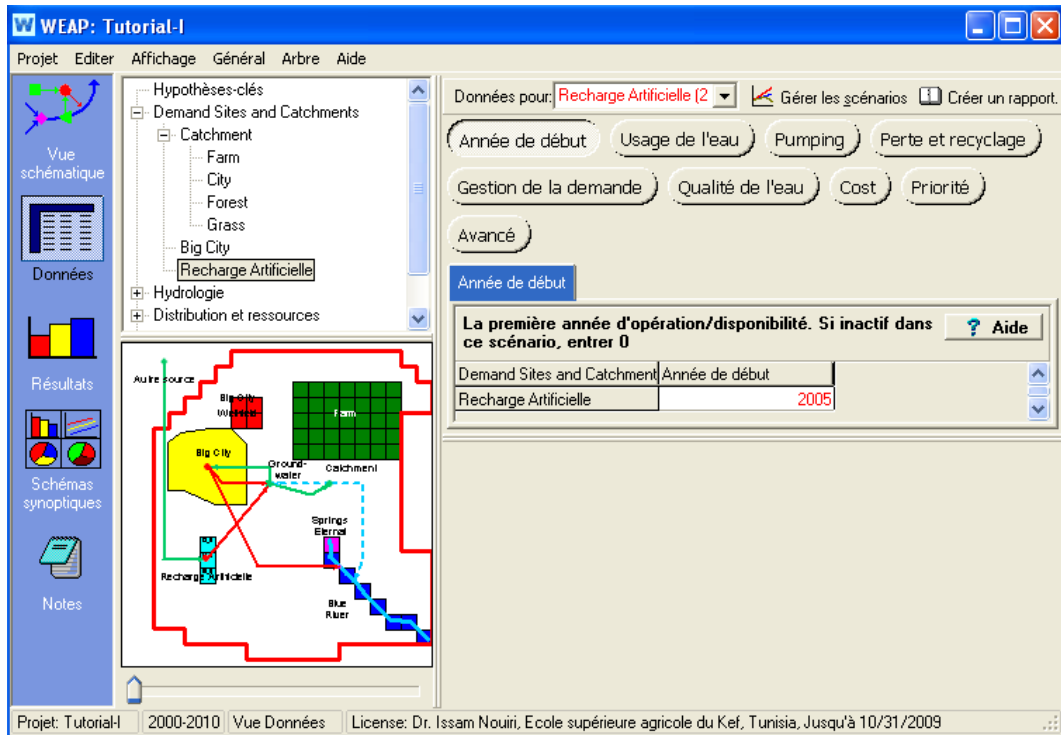 WEAP: Tutorial-I
Projet Editer Affichage Général Arbre Aide
Vue schématique
Données
Résultats
Schémas synoptiques
Notes
Hypothèses-clés
Demand Sites and Catchments
Catchment
Farm
City
Forest
Grass
Big City
Recharge Artificielle
Hydrologie
Distribution et ressources
Données pour: Recharge Artificielle (2 Gérer les scénarios Créer un rapport.
Année de début Usage de l'eau Pumping Perte et recyclage
Gestion de la demande Qualité de l'eau Cost Priorité
Avancé
Année de début
La première année d'opération/disponibilité. Si inactif dans
ce scénario, entrer 0
? Aide
Demand Sites and Catchment Année de début
Recharge Artificielle 2005
Autre source
Big City
Wellfield
Farm
Big City
Ground-
water
Catchment
Springs
Eternal
Recharge Artificielle
Blue
River
Projet: Tutorial-I 2000-2010 Vue Données License: Dr. Issam Nouiri, Ecole supérieure agricole du Kef, Tunisia, Jusqu'à 10/31/2009